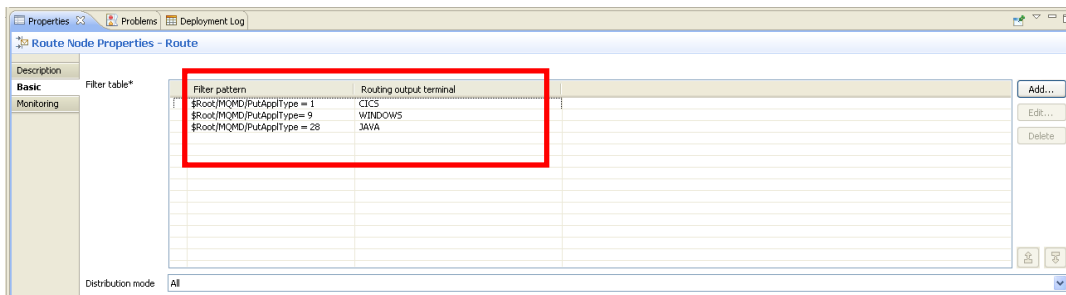 Properties Problems Deployment Log
Route Node Properties - Route
Description
Basic
Monitoring
Filter table*
Filter pattern Routing output terminal
$Root/MQMD/PutApplType = 1 CICS
$Root/MQMD/PutApplType= 9 WINDOWS
$Root/MQMD/PutApplType = 28 JAVA
Add...
Edit...
Delete
Distribution mode All